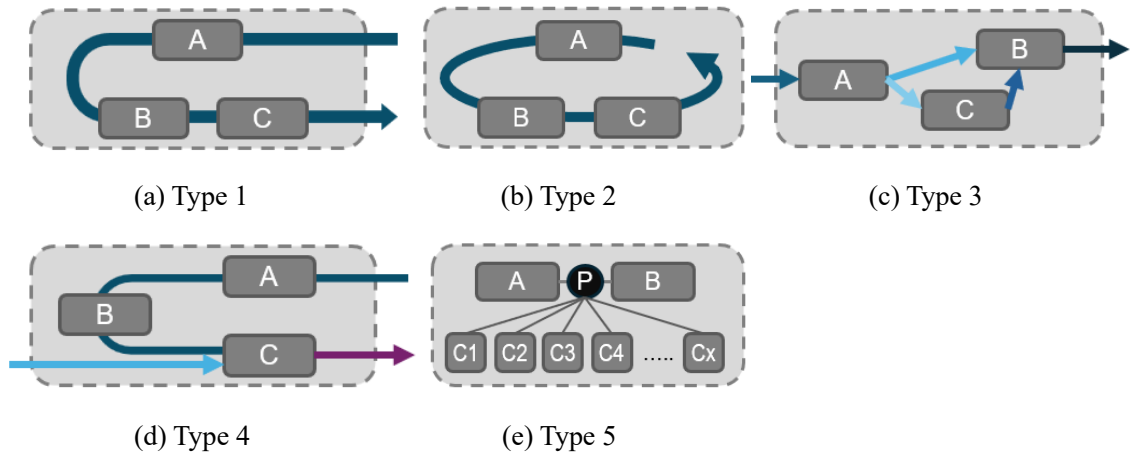 A
B C
(a) Type 1
A
B C
(b) Type 2
A
B
C
(c) Type 3
A
B
C
(d) Type 4
A P B
C1 C2 C3 C4 ..... Cx
(e) Type 5